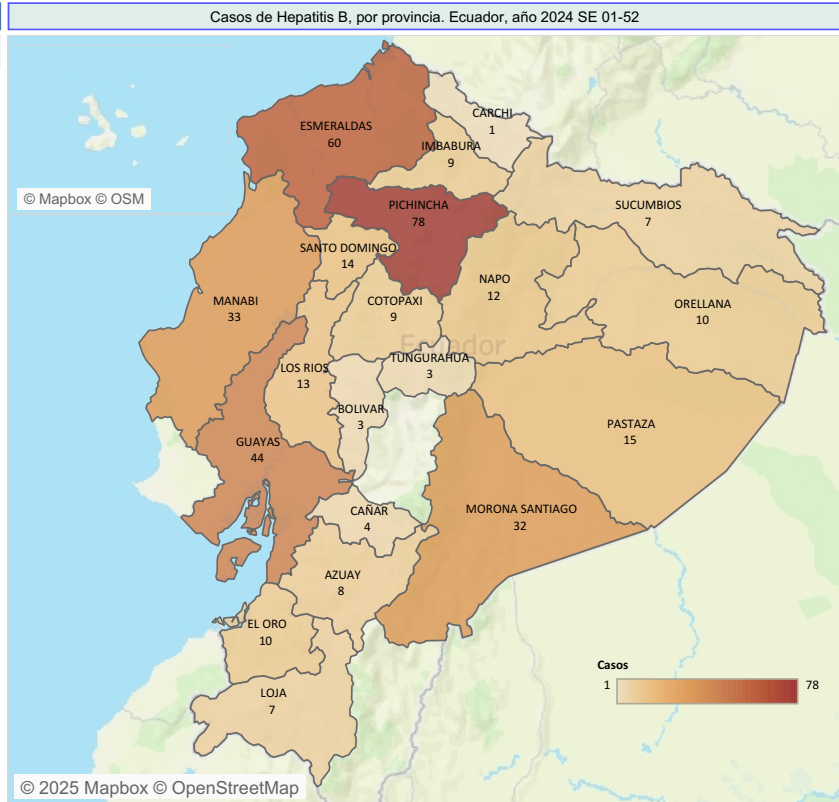 Casos de Hepatitis B, por provincia. Ecuador, año 2024 SE 01-52
CARCHI
1
ESMERALDAS
60
IMBABURA
9
© Mapbox © OSM
PICHINCHA
78
SUCUMBIOS
7
SANTO DOMINGO
14
NAPO
12
MANABI
33
COTOPAXI
9
ORELLANA
10
Ecuador
TUNGURAHUA
3
LOS RIOS
13
BOLIVAR
3
PASTAZA
15
GUAYAS
44
CAÑAR
4
MORONA SANTIAGO
32
AZUAY
8
EL ORO
10
LOJA
7
Casos
1 78
© 2025 Mapbox © OpenStreetMap